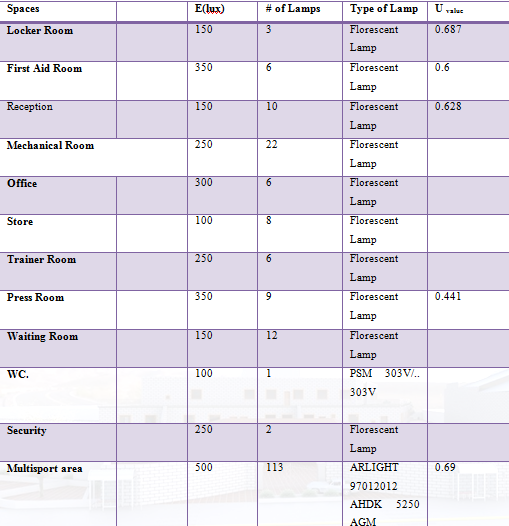 Spaces E(lux) # of Lamps Type of Lamp U value
Locker Room 150 3 Florescent 0.687
Lamp
First Aid Room 350 6 Florescent 0.6
Lamp
Reception 150 10 Florescent 0.628
Lamp
Mechanical Room 250 22 Florescent
Lamp
Office 300 6 Florescent
Lamp
Store 100 8 Florescent
Lamp
Trainer Room 250 6 Florescent
Lamp
Press Room 350 9 Florescent 0.441
Lamp
Waiting Room 150 12 Florescent
Lamp
WC. 100 1 PSM 303V/..
303V
Security 250 2 Florescent
Lamp
Multisport area 500 113 ARLIGHT 0.69
97012012
AHDK 5250
AGM